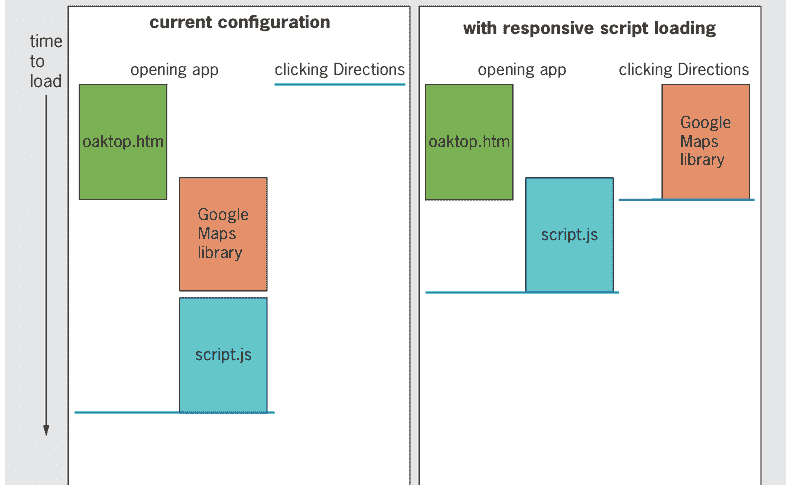 time
to
load
current configuration
opening app
clicking Directions
oaktop.htm
Google
Maps
library
script.js
with responsive script loading
opening app
clicking Directions
oaktop.htm
script.js
Google
Maps
library